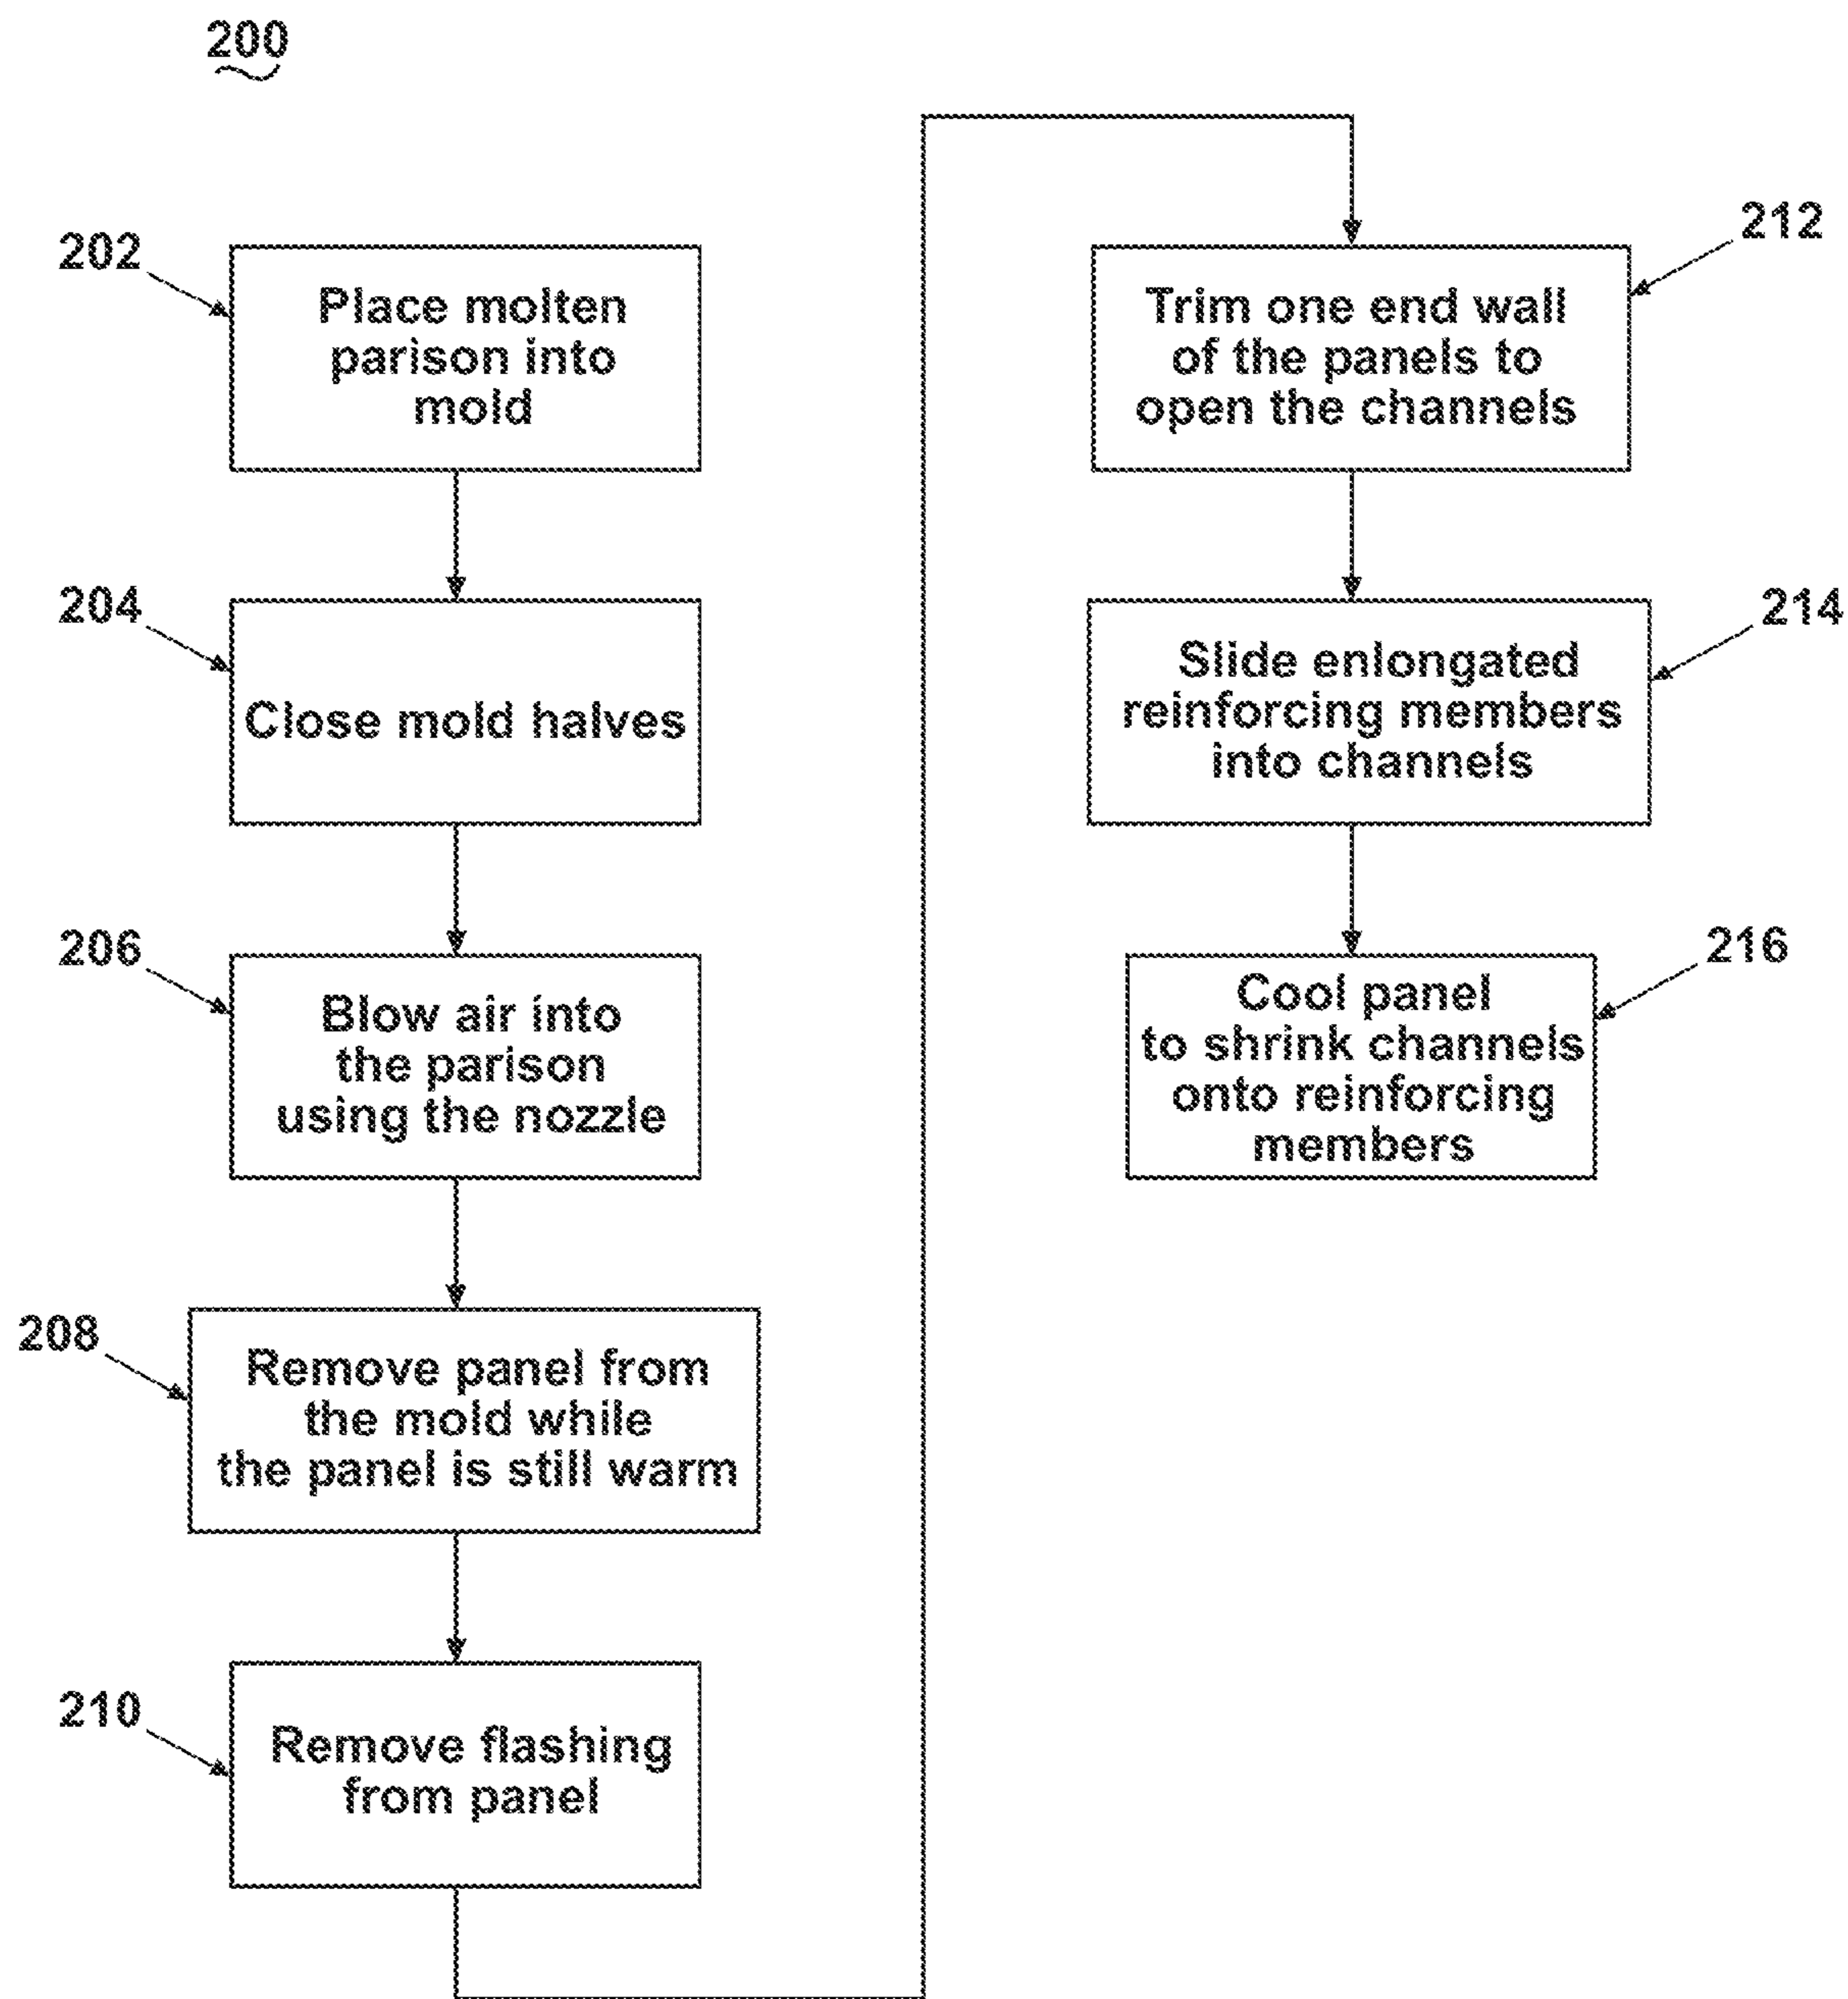 200
202
Place molten
parison into
mold
204
Close mold halves
206
Blow air into
the parison
using the nozzle
208
Remove panel from
the mold while
the panel is still warm
210
Remove flashing
from panel
212
Trim one end wall
of the panels to
open the channels
214
Slide enlongated
reinforcing members
into channels
216
Cool panel
to shrink channels
onto reinforcing
members